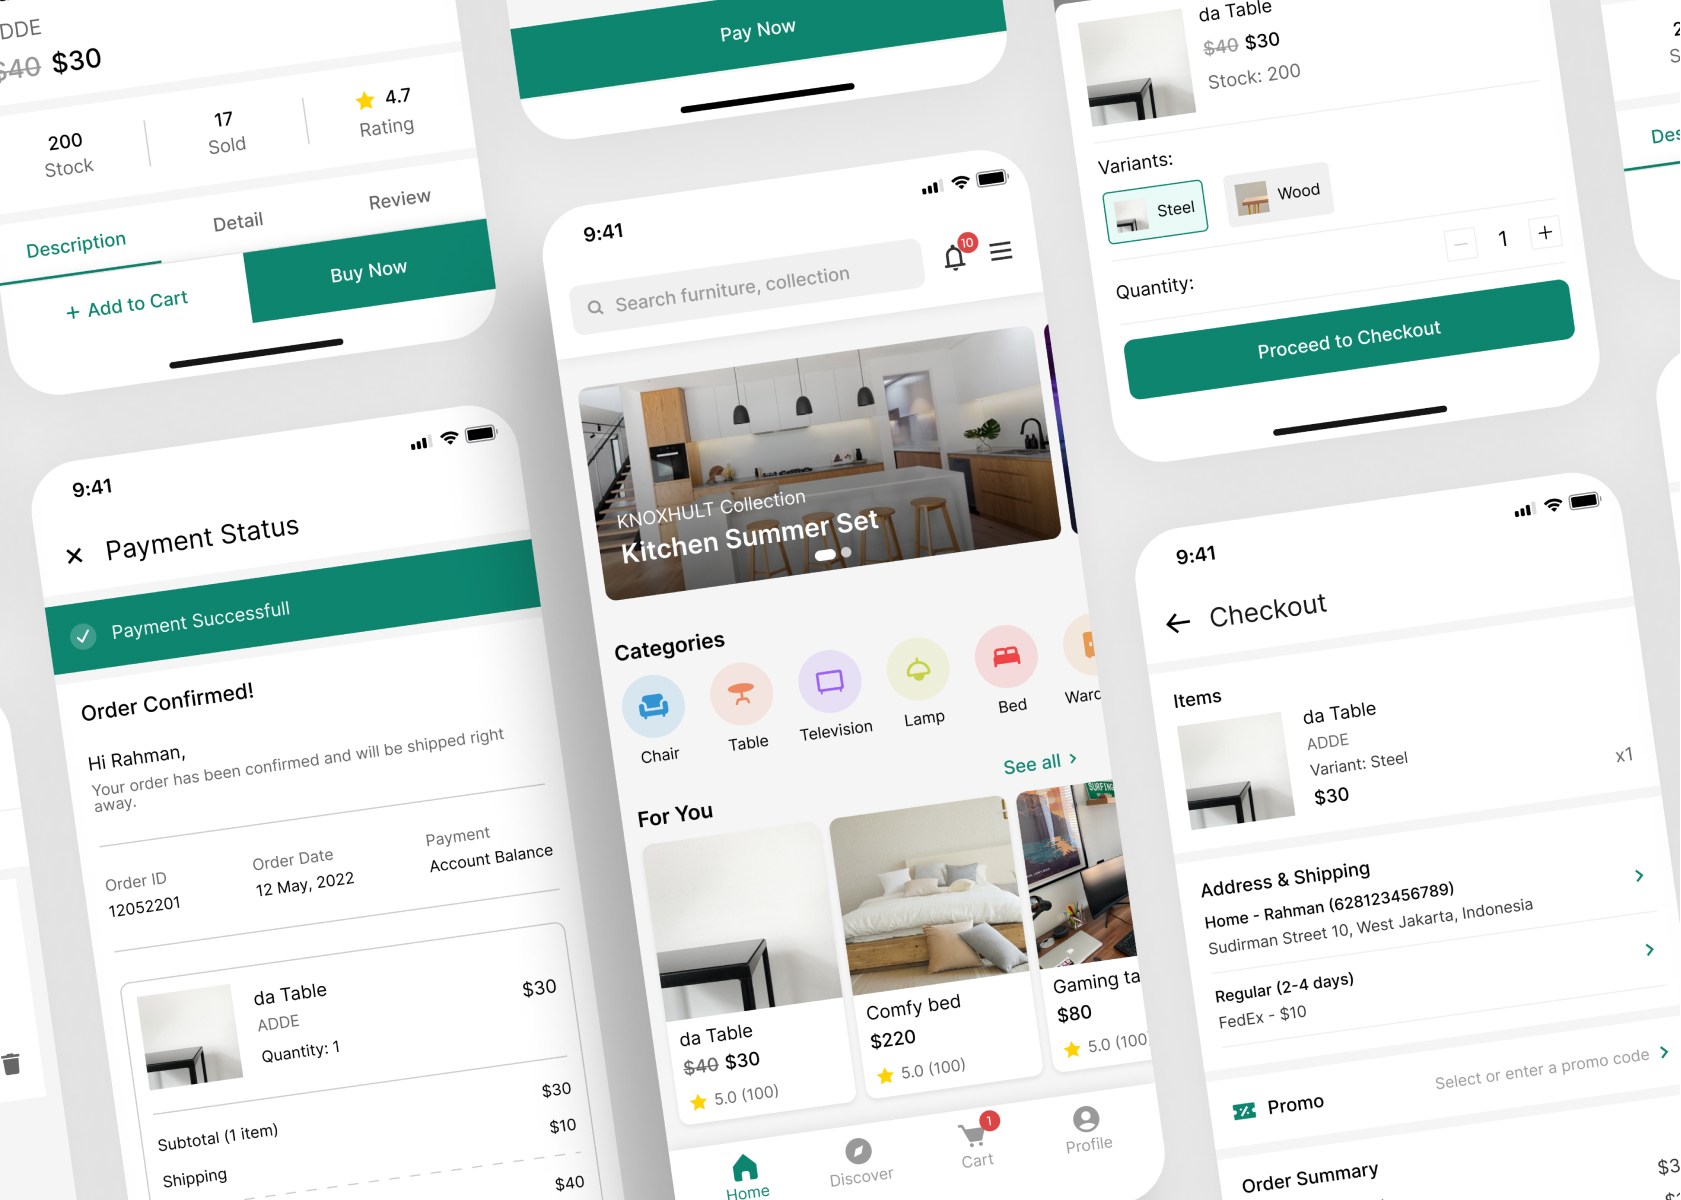 ADDE
$40 $30
200
Stock
17
Sold
4.7
Rating
Description
Detail
Review
+ Add to Cart
Buy Now
Pay Now
da Table
$40 $30
Stock: 200
Variants:
Steel
Wood
Quantity:
1
Proceed to Checkout
9:41
Payment Status
Payment Successfull
Order Confirmed!
Hi Rahman,
Your order has been confirmed and will be shipped right
away.
Order ID
12052201
Order Date
12 May, 2022
Payment
Account Balance
da Table
ADDE
Quantity: 1
$30
$30
Subtotal (1 item)
$10
Shipping
$40
9:41
Search furniture, collection
10
KNOXHULT Collection
Kitchen Summer Set
Categories
Chair
Table
Television
Lamp
Bed
Ward
See all
For You
SURFING
da Table
$40 $30
5.0 (100)
Comfy bed
$220
5.0 (100)
Gaming ta
$80
5.0 (100
Home
Discover
1
Cart
Profile
9:41
Checkout
Items
da Table
ADDE
Variant: Steel
$30
x1
Address & Shipping
Home - Rahman (628123456789)
Sudirman Street 10, West Jakarta, Indonesia
Regular (2-4 days)
FedEx - $10
Promo
Select or enter a promo code
Order Summary
$3
2
S
Des